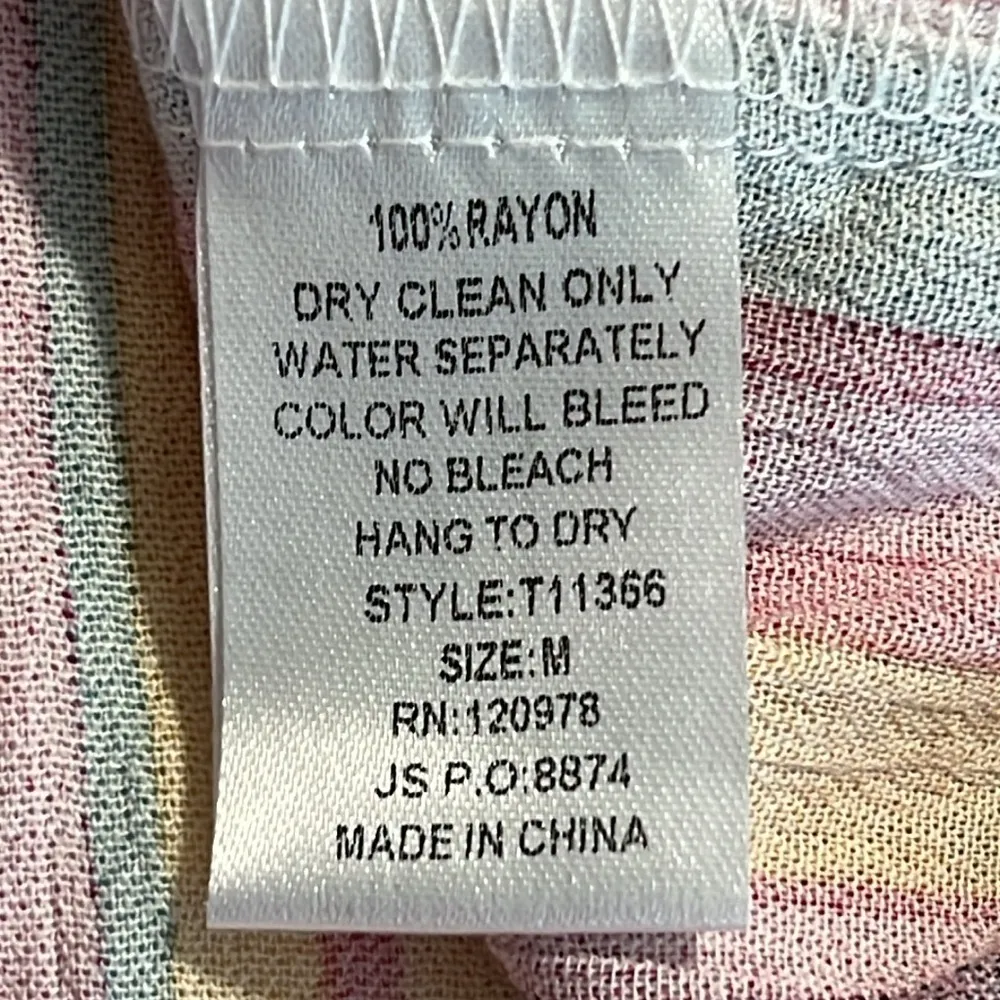 100% RAYON
DRY CLEAN ONLY
WATER SEPARATELY
COLOR WILL BLEED
NO BLEACH
HANG TO DRY
STYLE:T11366
SIZE:M
RN:120978
JS P.O:8874
MADE IN CHINA